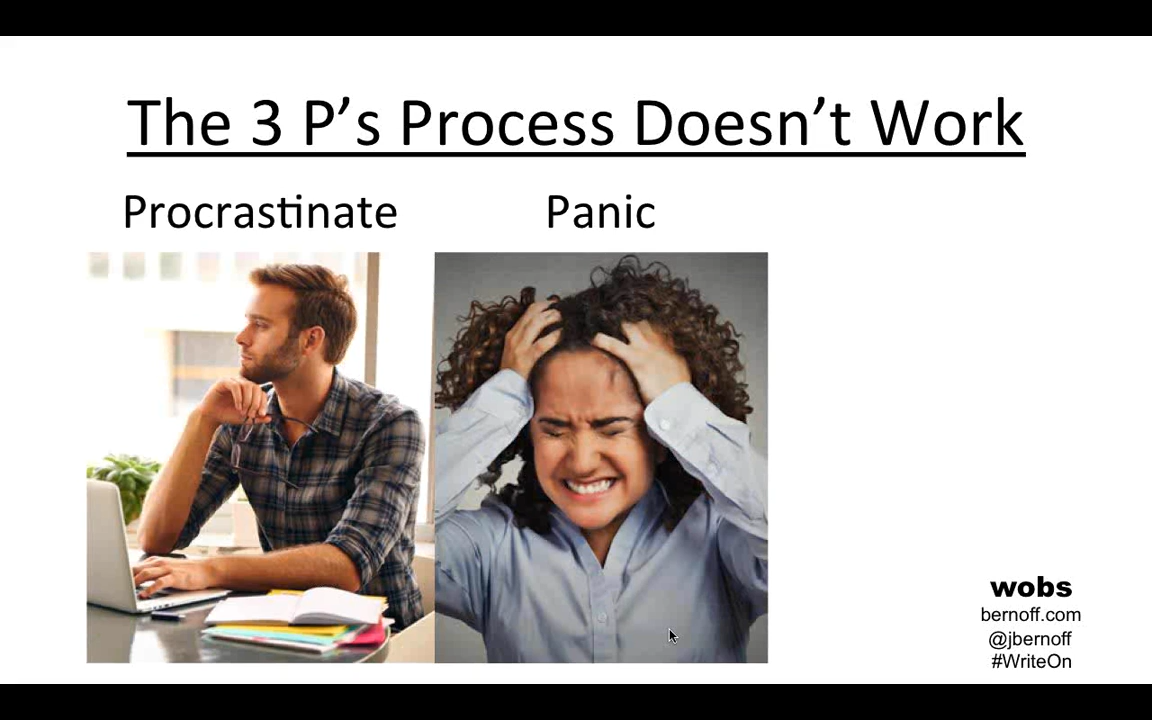 The 3 P’s Process Doesn’t Work
Procrastinate
Panic
wobs
bernoff.com
@jbernoff
#WriteOn